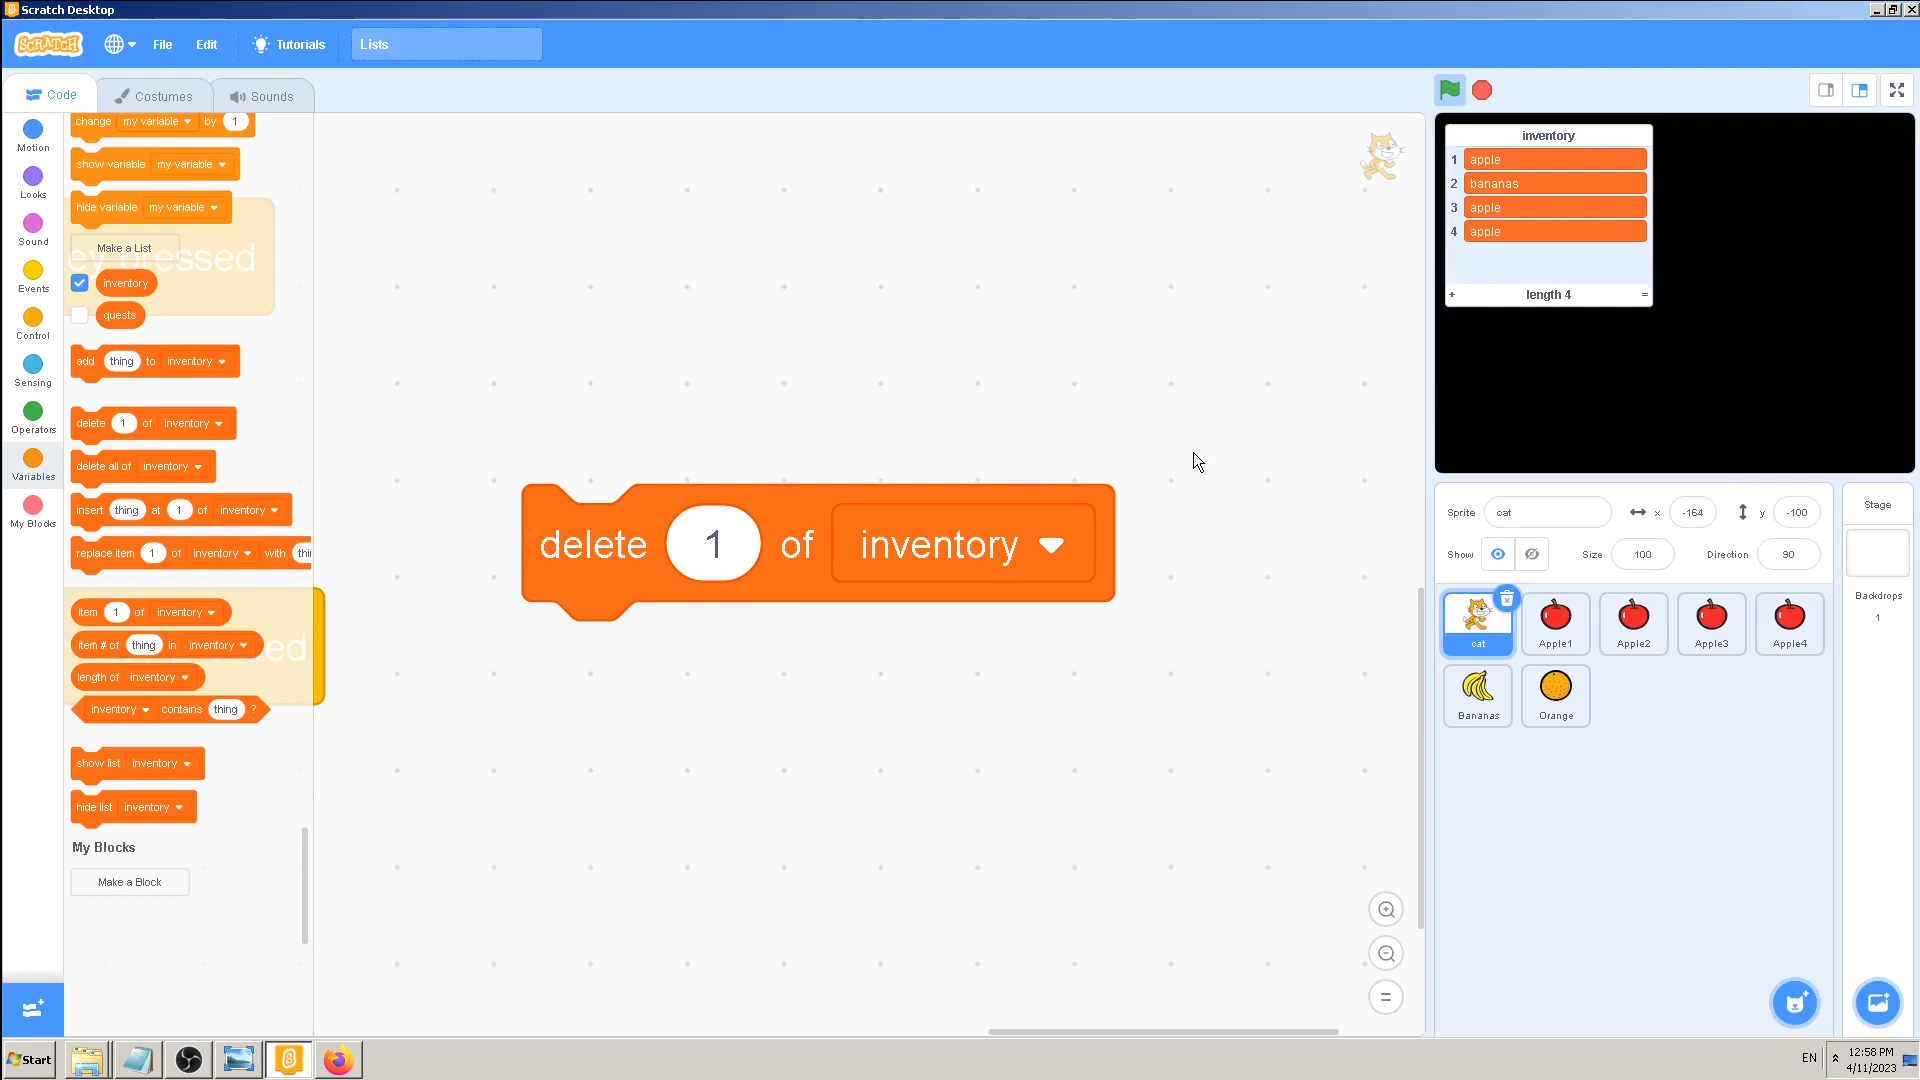 Scratch Desktop
SCRATCH
File
Edit
Tutorials
Lists
Code
Costumes
Sounds
Motion
Looks
Sound
Events
Control
Sensing
Operators
Variables
My Blocks
change my variable by 1
show variable my variable
hide variable my variable
Make a List
ey pressed
inventory
quests
add thing to inventory
delete 1 of inventory
delete all of inventory
insert thing at 1 of inventory
replace item 1 of inventory with thi
item 1 of inventory
item # of thing in inventory
length of inventory
inventory contains thing ?
show list inventory
hide list inventory
My Blocks
Make a Block
delete 1 of inventory
inventory
1 apple
2 bananas
3 apple
4 apple
+ length 4 =
Sprite cat x -164 y -100
Show Size 100 Direction 90
cat
Apple1
Apple2
Apple3
Apple4
Bananas
Orange
Stage
Backdrops
1
Start
EN
12:58 PM
4/11/2023